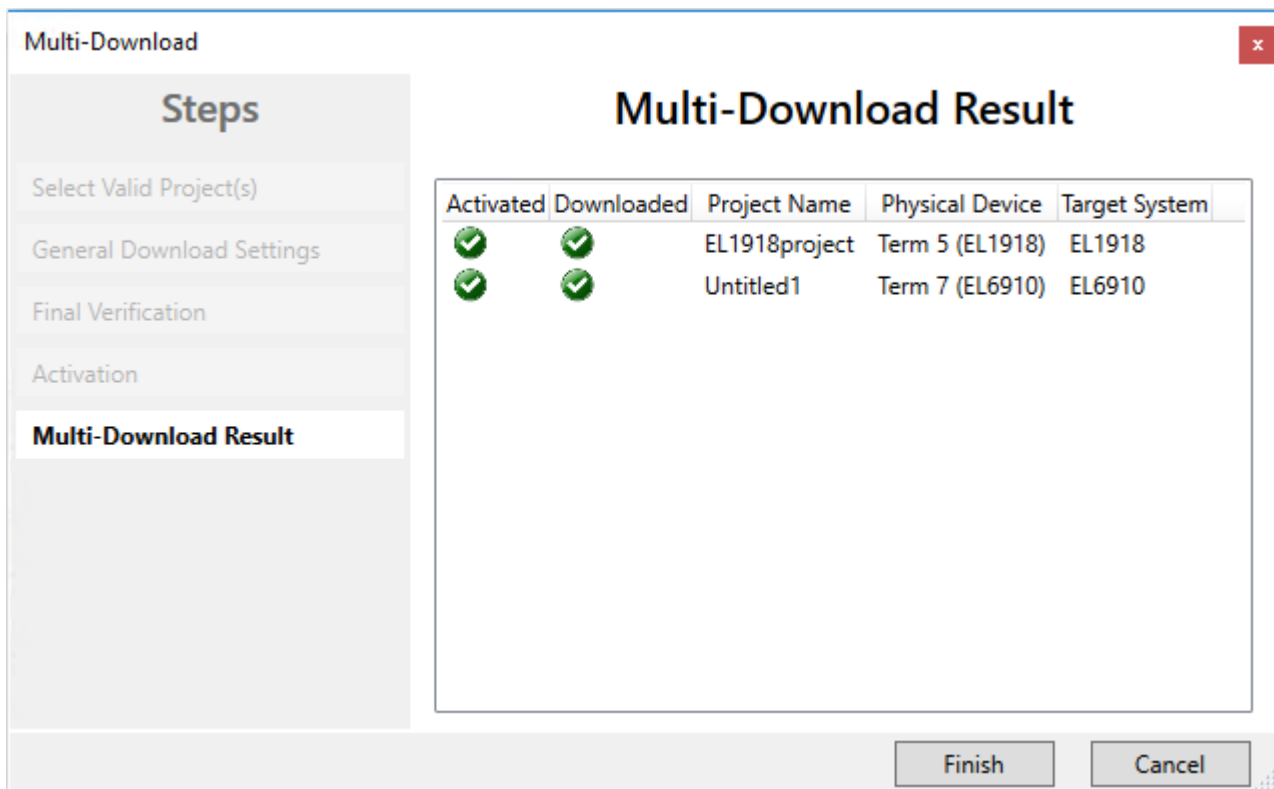 Multi-Download
x
Steps
Select Valid Project(s)
General Download Settings
Final Verification
Activation
Multi-Download Result
Multi-Download Result
Activated Downloaded Project Name Physical Device Target System
EL1918project Term 5 (EL1918) EL1918
Untitled1 Term 7 (EL6910) EL6910
Finish Cancel